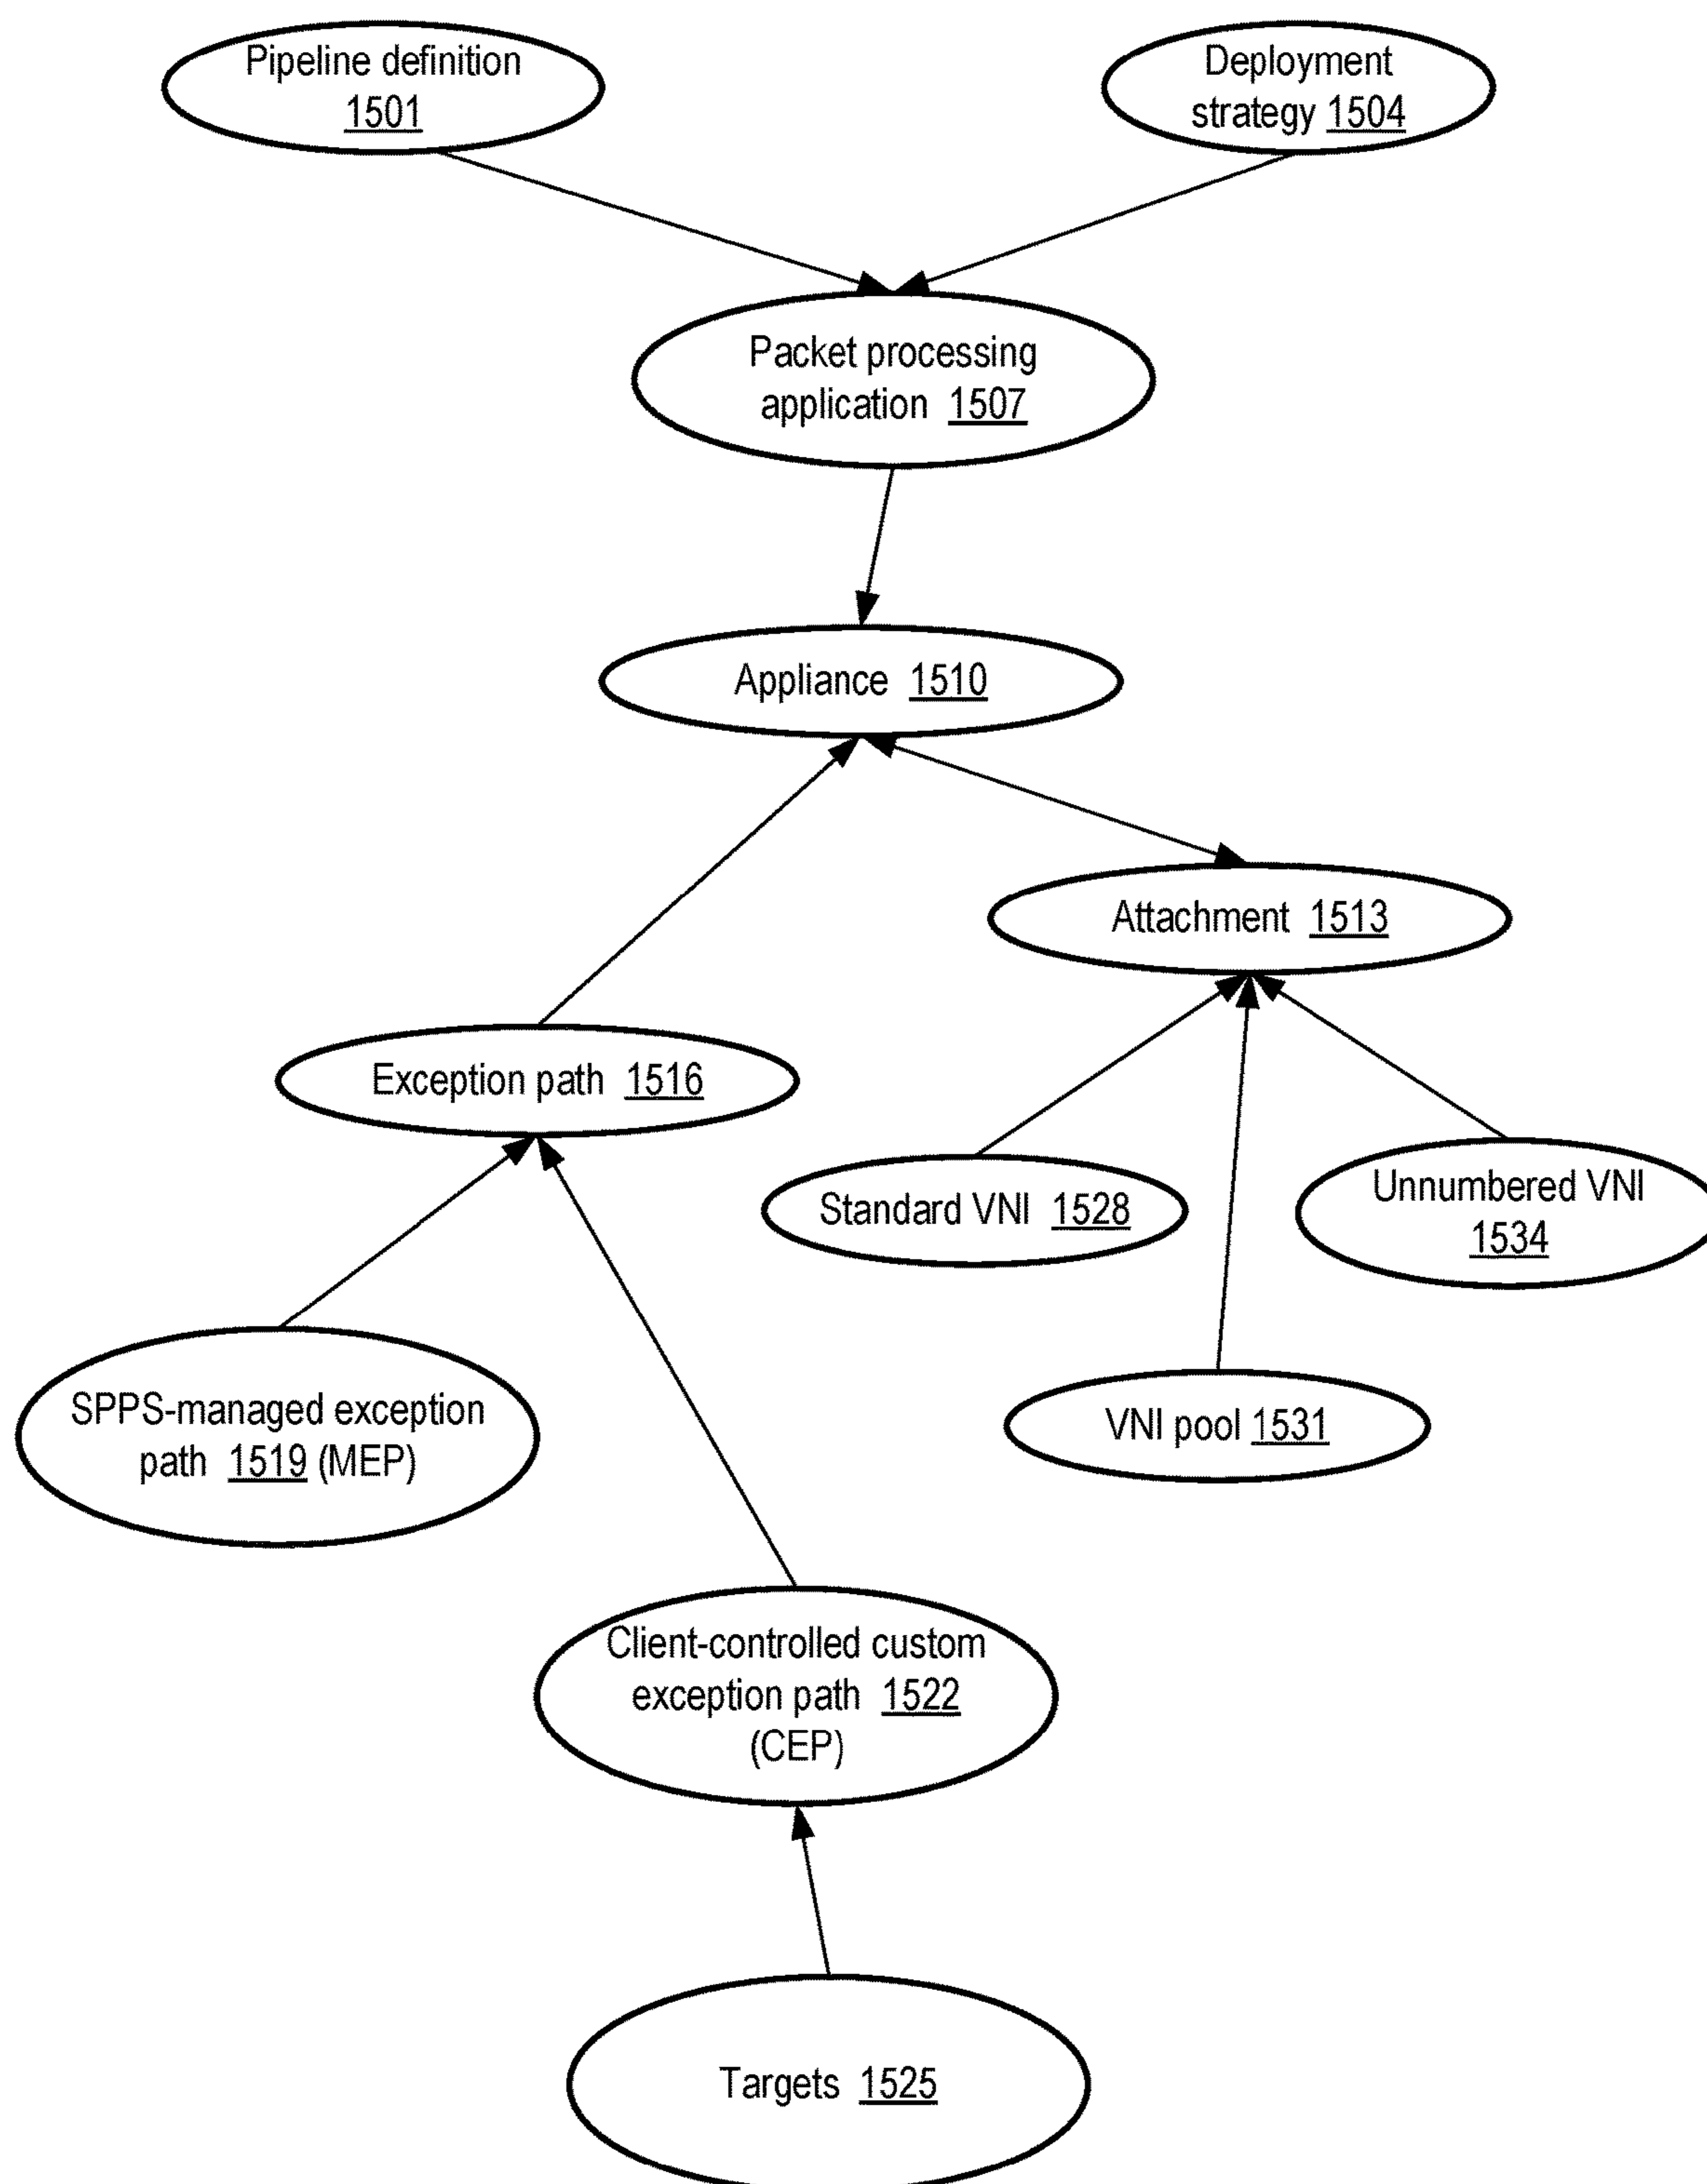 Pipeline definition
1501
Deployment
strategy 1504
Packet processing
application 1507
Appliance 1510
Attachment 1513
Exception path 1516
Standard VNI 1528
Unnumbered VNI
1534
SPPS-managed exception
path 1519 (MEP)
VNI pool 1531
Client-controlled custom
exception path 1522
(CEP)
Targets 1525